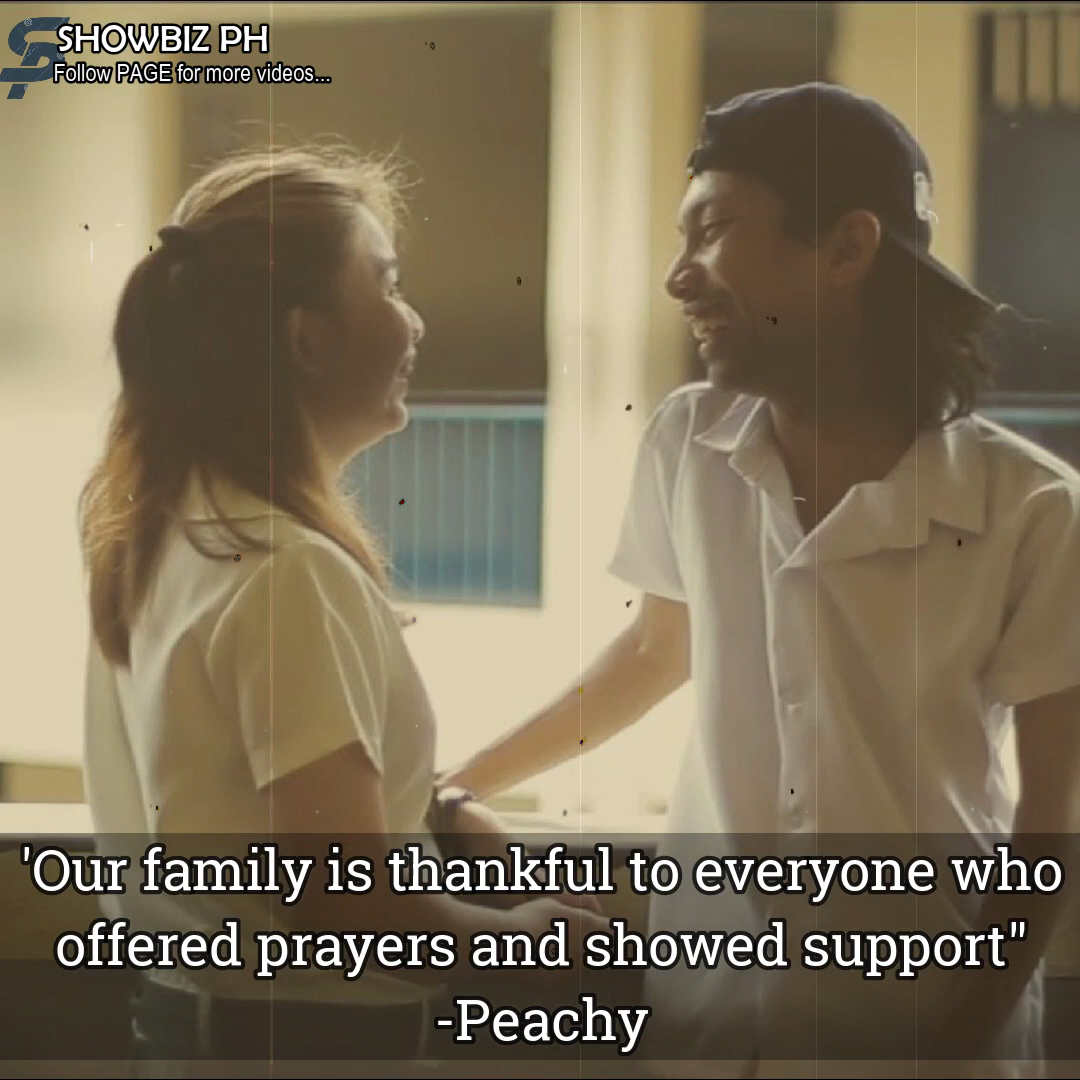 SHOWBIZ PH
Follow PAGE for more videos...
'Our family is thankful to everyone who
offered prayers and showed support"
-Peachy